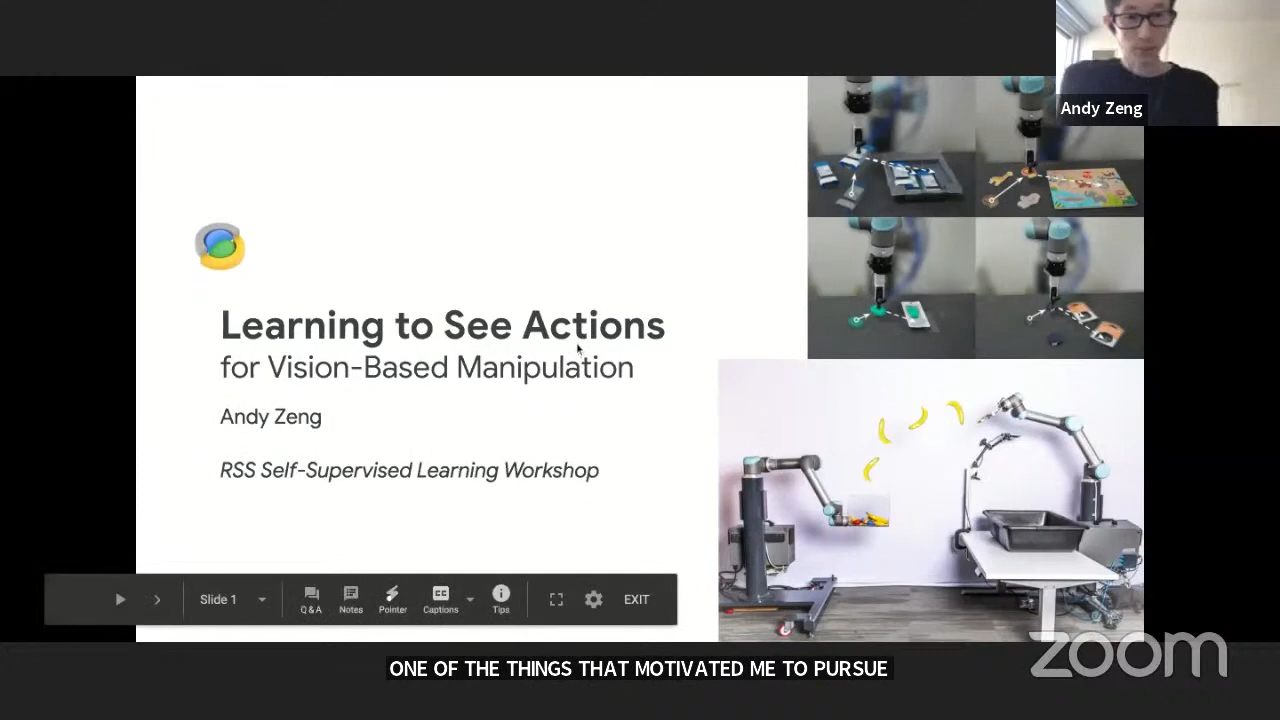 Andy Zeng
Learning to See Actions
for Vision-Based Manipulation
Andy Zeng
RSS Self-Supervised Learning Workshop
Slide 1
Q & A
Notes
Pointer
Captions
Tips
EXIT
zoom
ONE OF THE THINGS THAT MOTIVATED ME TO PURSUE